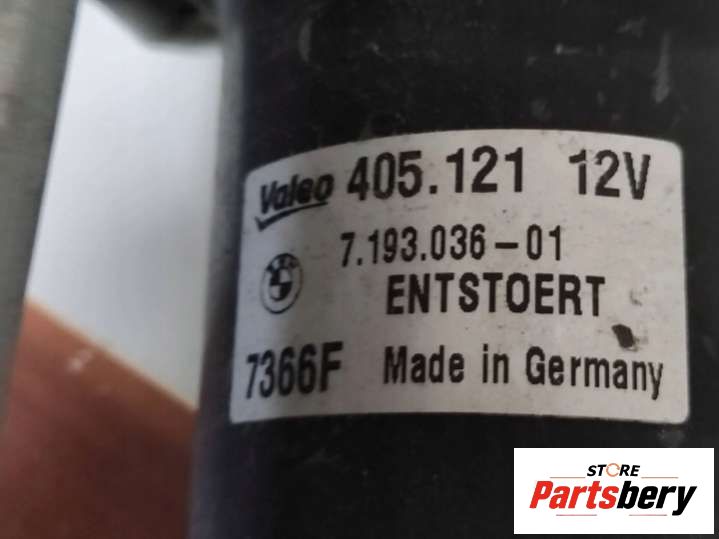 Valeo 405.121 12V
7.193.036-01
ENTSTOERT
7366F Made in Germany
STORE
Partsbery